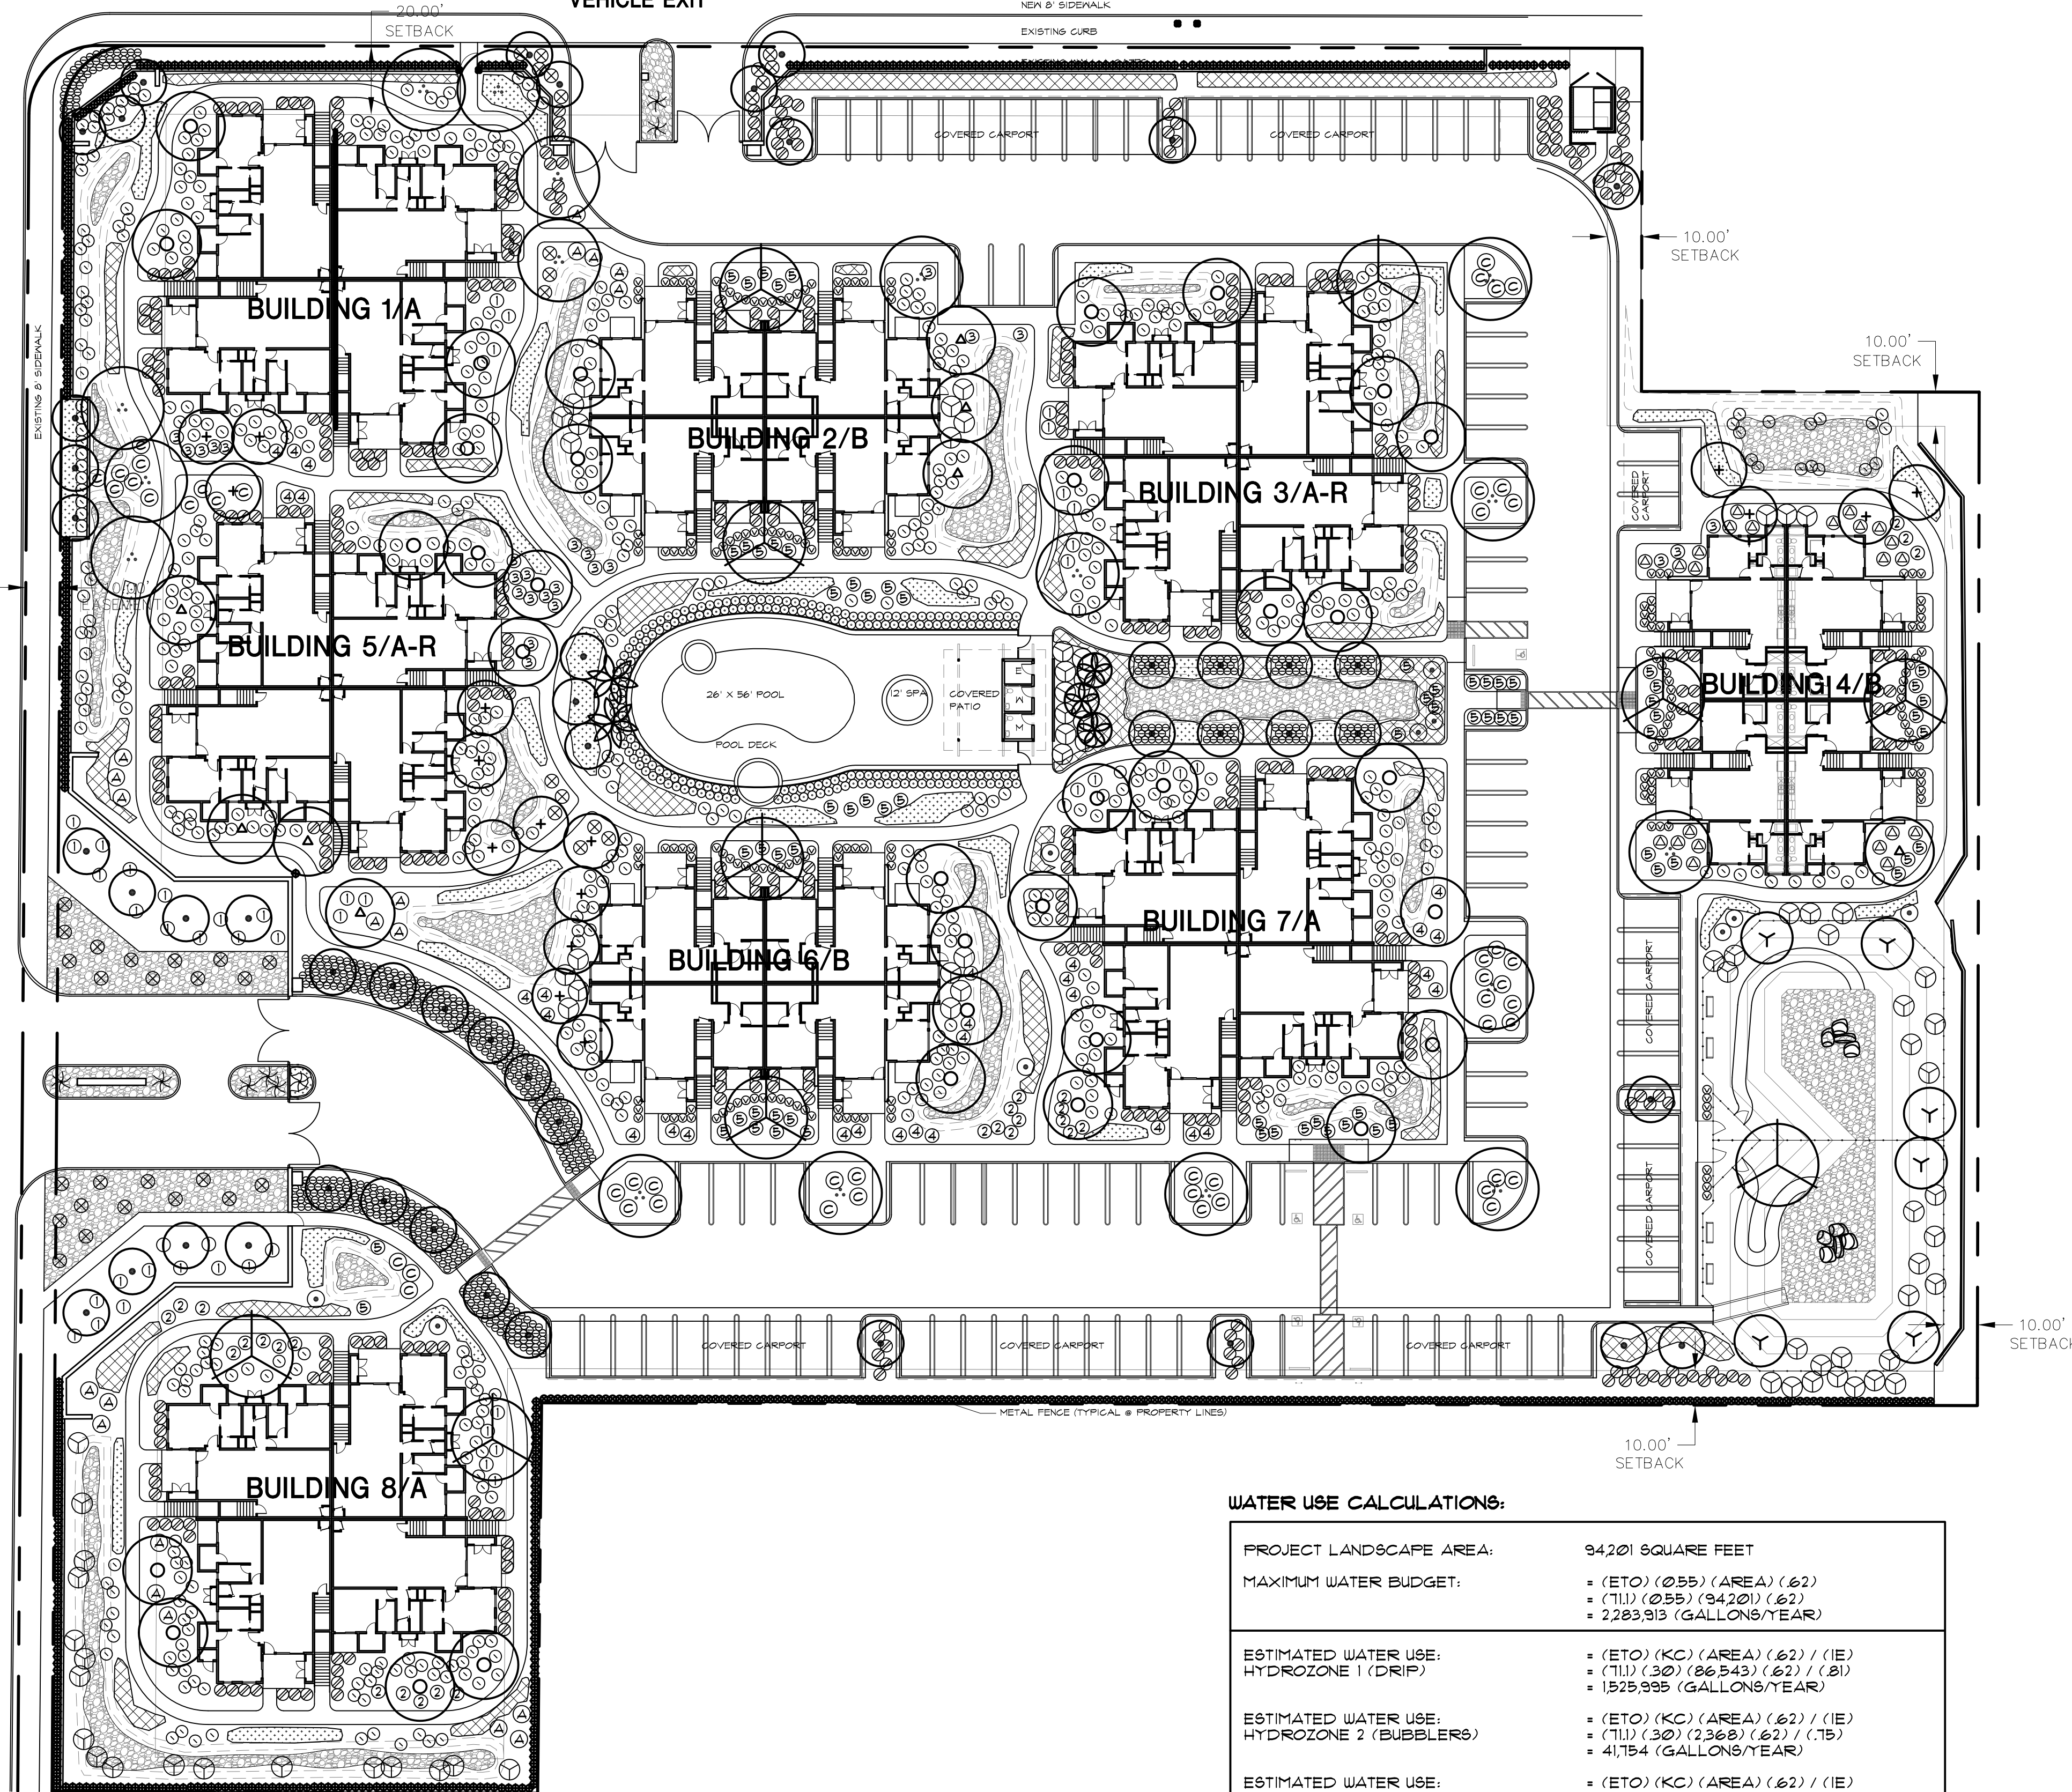 VEHICLE EXIT
NEW 8' SIDEWALK
EXISTING CURB
20.00'
SETBACK
COVERED CARPORT
COVERED CARPORT
10.00'
SETBACK
10.00'
SETBACK
EXISTING 8' SIDEWALK
BUILDING 1/A
BUILDING 2/B
BUILDING 3/A-R
COVERED
CARPORT
EASEMENT
BUILDING 5/A-R
BUILDING 4/B
26' X 56' POOL
12' SPA
COVERED
PATIO
E
W
M
POOL DECK
BUILDING 6/B
BUILDING 7/A
COVERED CARPORT
COVERED CARPORT
COVERED CARPORT
COVERED CARPORT
COVERED CARPORT
10.00'
SETBACK
METAL FENCE (TYPICAL @ PROPERTY LINES)
10.00'
SETBACK
BUILDING 8/A
WATER USE CALCULATIONS:
PROJECT LANDSCAPE AREA: 94,201 SQUARE FEET
MAXIMUM WATER BUDGET: = (ETO) (0.55) (AREA) (.62)
= (71.1) (0.55) (94,201) (.62)
= 2,283,913 (GALLONS/YEAR)
ESTIMATED WATER USE: = (ETO) (KC) (AREA) (.62) / (IE)
HYDROZONE 1 (DRIP) = (71.1) (.30) (86,543) (.62) / (.81)
= 1,525,995 (GALLONS/YEAR)
ESTIMATED WATER USE: = (ETO) (KC) (AREA) (.62) / (IE)
HYDROZONE 2 (BUBBLERS) = (71.1) (.30) (2,368) (.62) / (.75)
= 41,754 (GALLONS/YEAR)
ESTIMATED WATER USE: = (ETO) (KC) (AREA) (.62) / (IE)